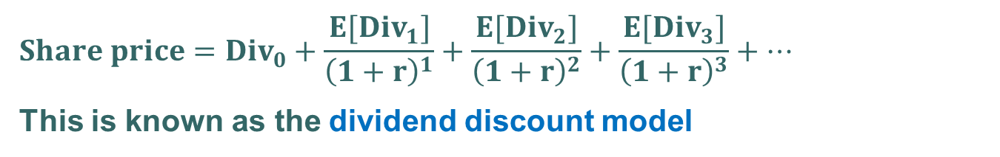 Share price = Div₀ + E[Div₁]/(1 + r)¹ + E[Div₂]/(1 + r)² + E[Div₃]/(1 + r)³ + ⋯
This is known as the dividend discount model